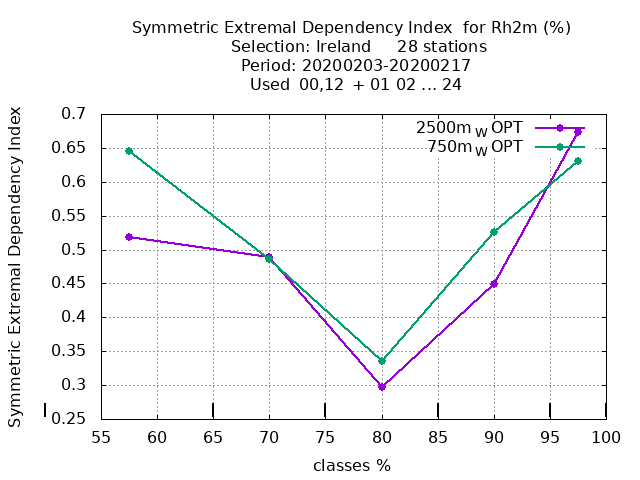 Symmetric Extremal Dependency Index for Rh2m (%)
Selection: Ireland 28 stations
Period: 20200203-20200217
Used 00,12 + 01 02 ... 24
Symmetric Extremal Dependency Index
0.7
0.65
0.6
0.55
0.5
0.45
0.4
0.35
0.3
0.25
2500m W OPT
750m W OPT
55 60 65 70 75 80 85 90 95 100
classes %